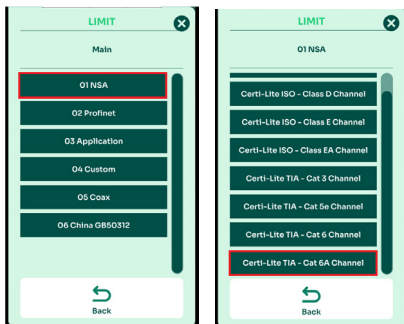 LIMIT
Main
01 NSA
02 Profinet
03 Application
04 Custom
05 Coax
06 China GB50312
Back
LIMIT
01 NSA
Certi-Lite ISO - Class D Channel
Certi-Lite ISO - Class E Channel
Certi-Lite ISO - Class EA Channel
Certi-Lite TIA - Cat 3 Channel
Certi-Lite TIA - Cat 5e Channel
Certi-Lite TIA - Cat 6 Channel
Certi-Lite TIA - Cat 6A Channel
Back